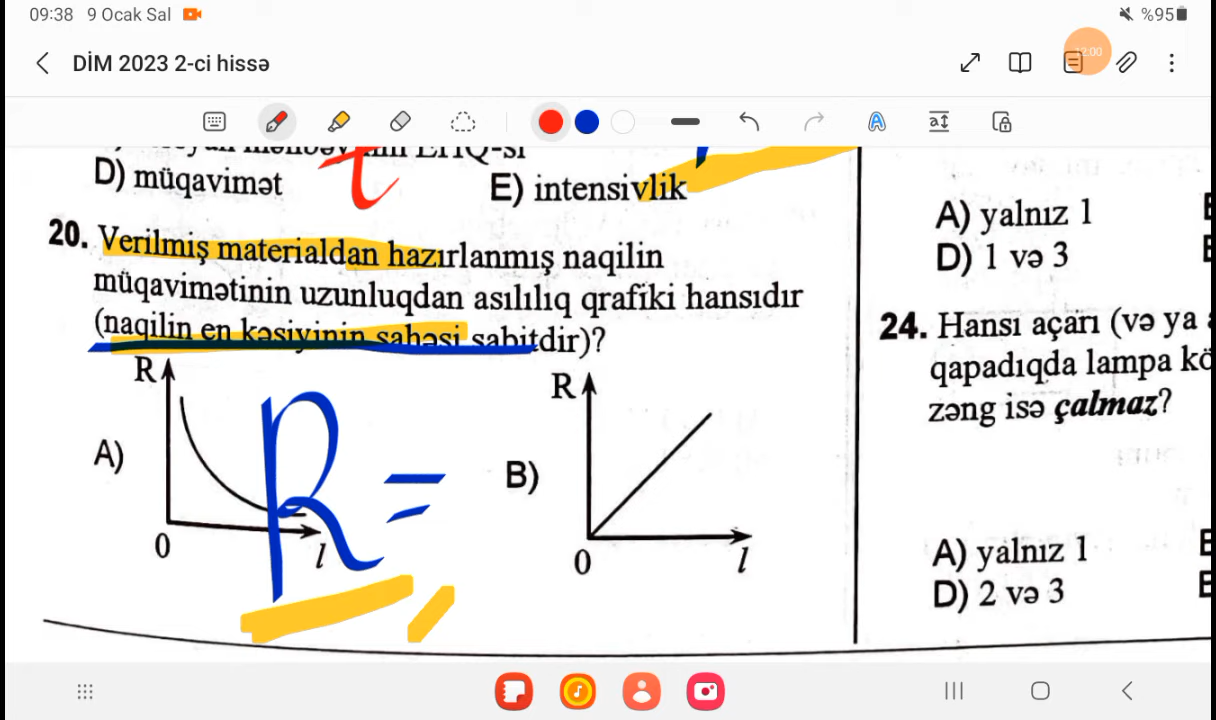 09:38 9 Ocak Sal
%95
DİM 2023 2-ci hissə
12:00
D) müqavimət
E) intensivlik
20. Verilmiş materialdan hazırlanmış naqilin
müqavimətinin uzunluqdan asılılıq qrafiki hansıdır
(naqilin en kəsiyinin sahəsi sabitdir)?
A)
R
0
l
R =
B)
R
0
l
A) yalnız 1
D) 1 və 3
24. Hansı açarı (və ya
qapadıqda lampa
zəng isə çalmaz?
A) yalnız 1
D) 2 və 3